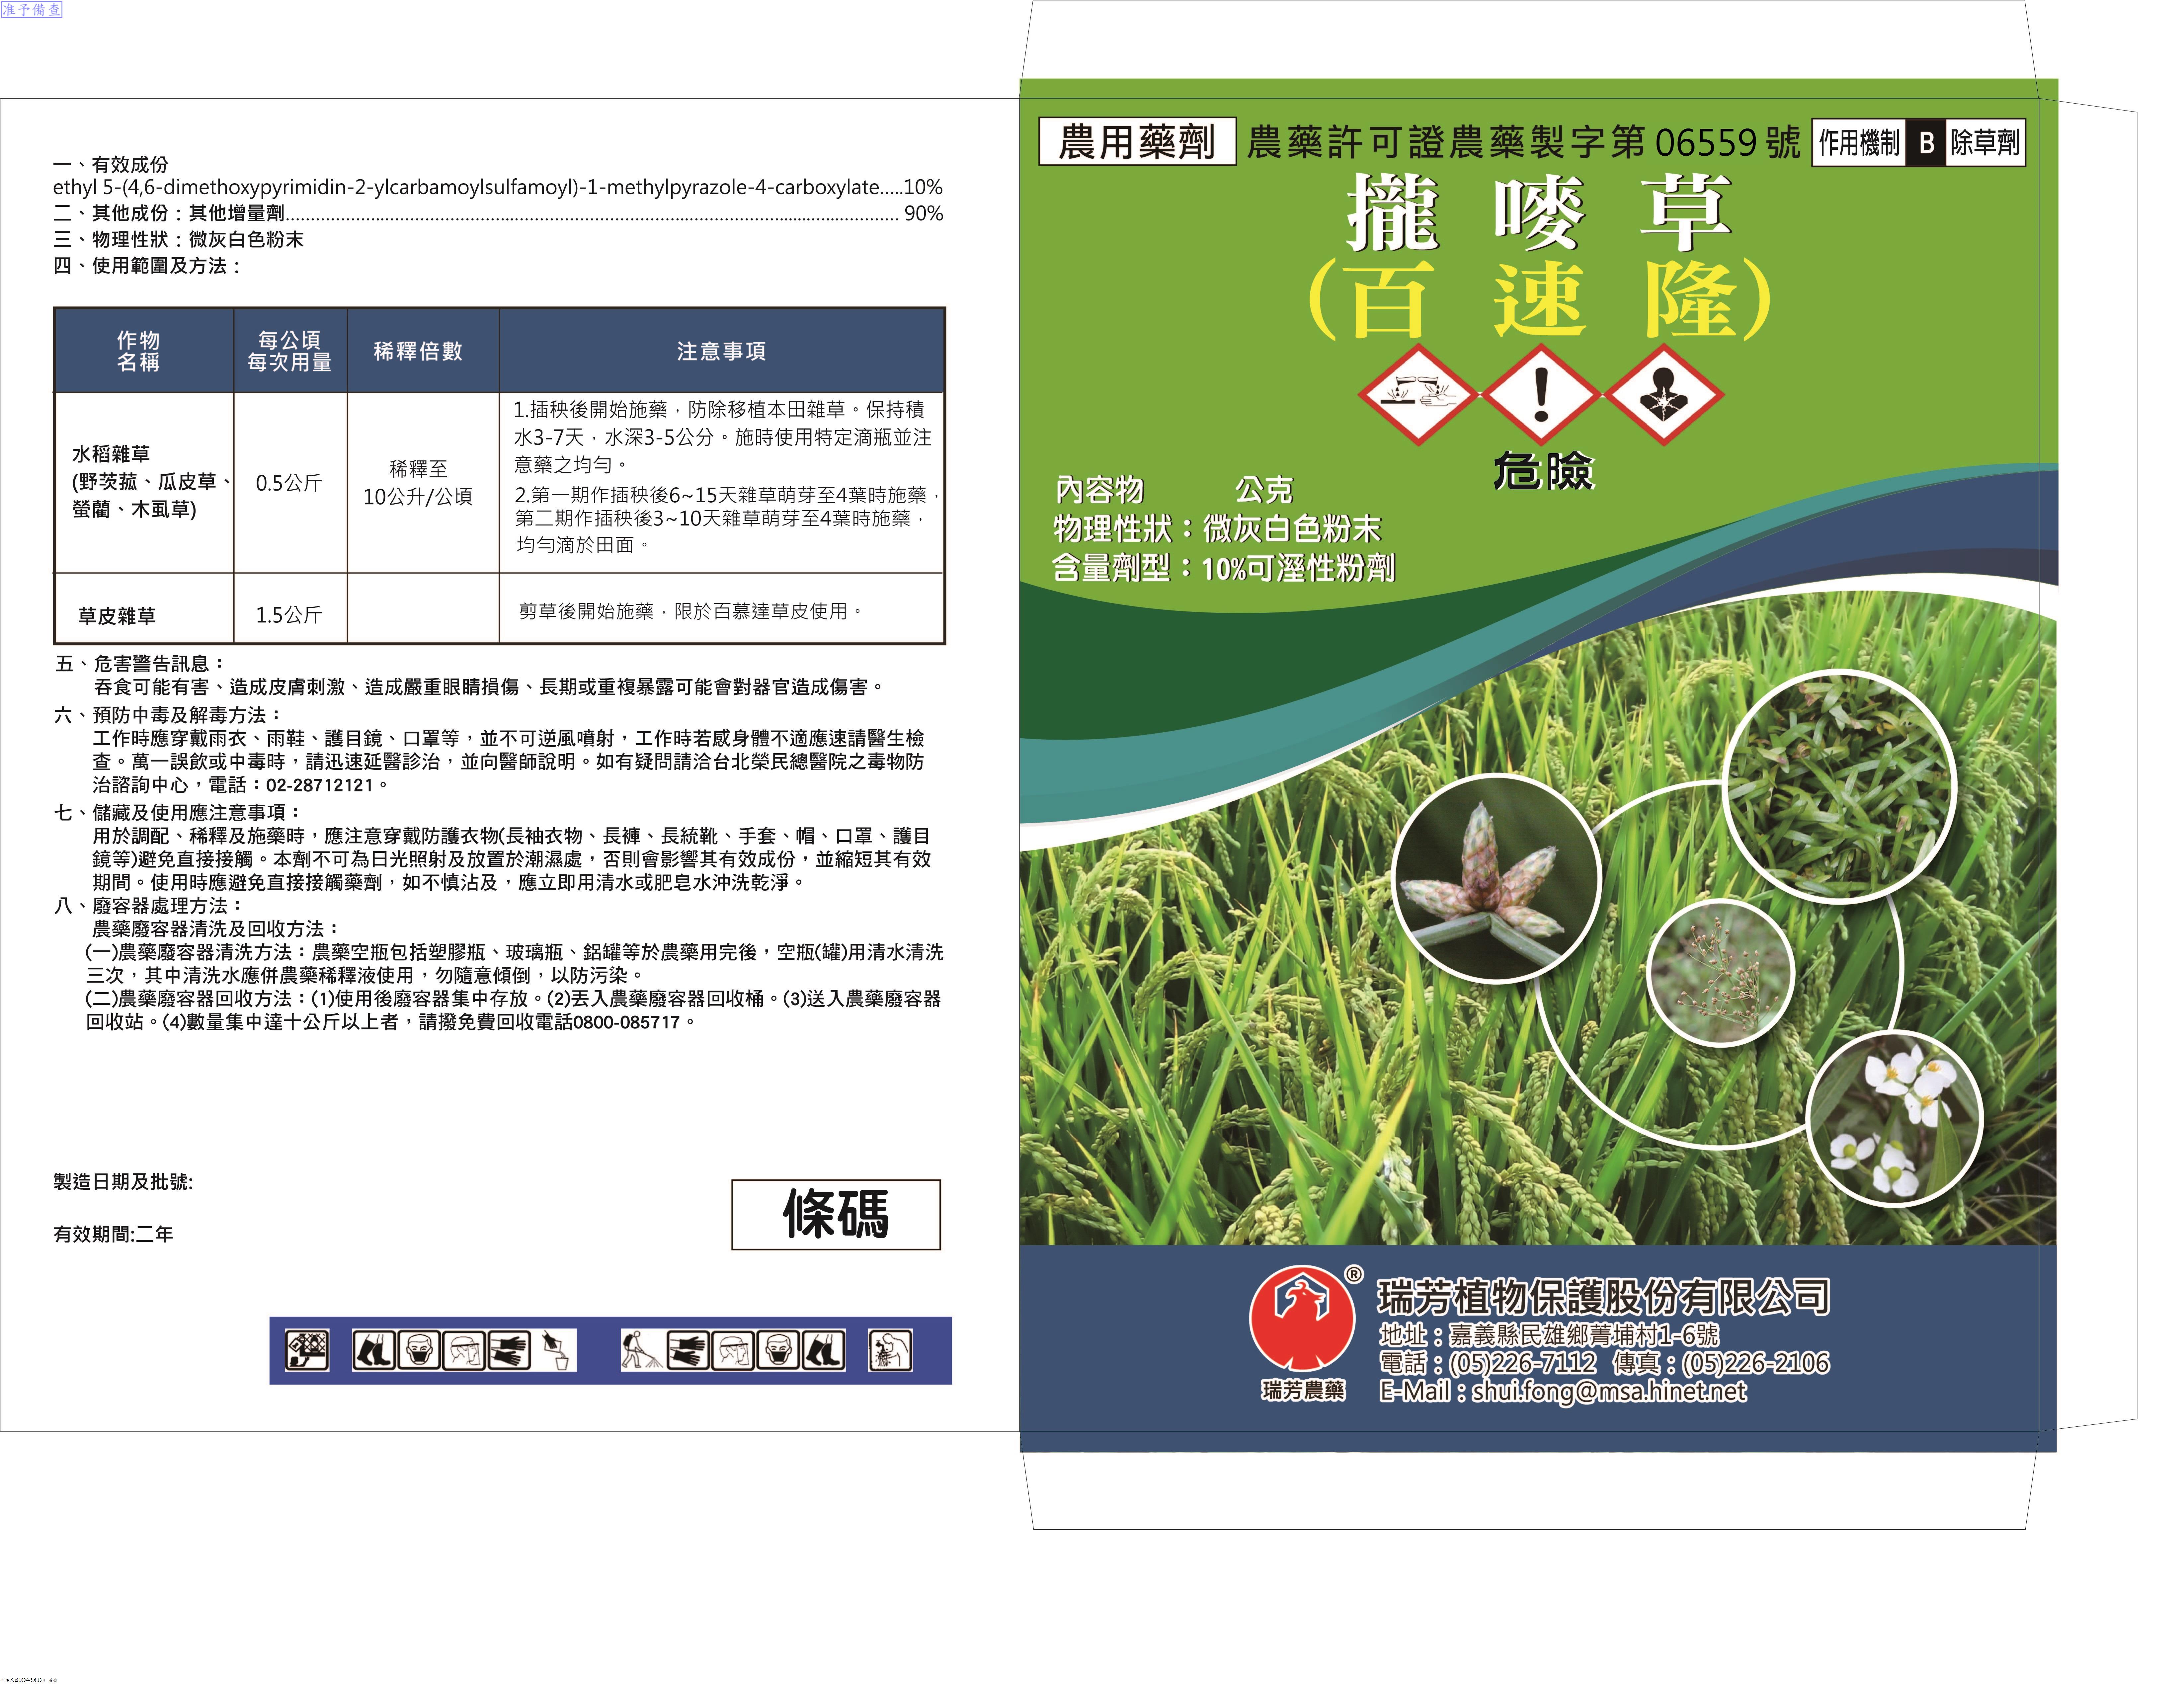 准予備查
一、有效成份
ethyl 5-(4,6-dimethoxypyrimidin-2-ylcarbamoylsulfamoyl)-1-methylpyrazole-4-carboxylate.....10%
二、其他成份：其他增量劑........................................................................................................................ 90%
三、物理性狀：微灰白色粉末
四、使用範圍及方法：
作物
名稱
每公頃
每次用量
稀釋倍數
注意事項
水稻雜草
(野茨菰、瓜皮草、
螢藺、木虱草)
0.5公斤
稀釋至
10公升/公頃
1.插秧後開始施藥，防除移植本田雜草。保持積
水3-7天，水深3-5公分。施時使用特定滴瓶並注
意藥之均勻。
2.第一期作插秧後6~15天雜草萌芽至4葉時施藥，
第二期作插秧後3~10天雜草萌芽至4葉時施藥，
均勻滴於田面。
草皮雜草
1.5公斤
剪草後開始施藥，限於百慕達草皮使用。
五、危害警告訊息：
吞食可能有害、造成皮膚刺激、造成嚴重眼睛損傷、長期或重複暴露可能會對器官造成傷害。
六、預防中毒及解毒方法：
工作時應穿戴雨衣、雨鞋、護目鏡、口罩等，並不可逆風噴射，工作時若感身體不適應速請醫生檢
查。萬一誤飲或中毒時，請迅速延醫診治，並向醫師說明。如有疑問請洽台北榮民總醫院之毒物防
治諮詢中心，電話：02-28712121。
七、儲藏及使用應注意事項：
用於調配、稀釋及施藥時，應注意穿戴防護衣物(長袖衣物、長褲、長統靴、手套、帽、口罩、護目
鏡等)避免直接接觸。本劑不可為日光照射及放置於潮濕處，否則會影響其有效成份，並縮短其有效
期間。使用時應避免直接接觸藥劑，如不慎沾及，應立即用清水或肥皂水沖洗乾淨。
八、廢容器處理方法：
農藥廢容器清洗及回收方法：
(一)農藥廢容器清洗方法：農藥空瓶包括塑膠瓶、玻璃瓶、鋁罐等於農藥用完後，空瓶(罐)用清水清洗
三次，其中清洗水應併農藥稀釋液使用，勿隨意傾倒，以防污染。
(二)農藥廢容器回收方法：(1)使用後廢容器集中存放。(2)丟入農藥廢容器回收桶。(3)送入農藥廢容器
回收站。(4)數量集中達十公斤以上者，請撥免費回收電話0800-085717。
製造日期及批號:
有效期間:二年
條碼
農用藥劑 農藥許可證農藥製字第 06559 號 作用機制 B 除草劑
攏嘜草
(百速隆)
危險
內容物 公克
物理性狀：微灰白色粉末
含量劑型：10%可溼性粉劑
®
瑞芳農藥
瑞芳植物保護股份有限公司
地址：嘉義縣民雄鄉菁埔村1-6號
電話：(05)226-7112 傳真：(05)226-2106
E-Mail：shui.fong@msa.hinet.net